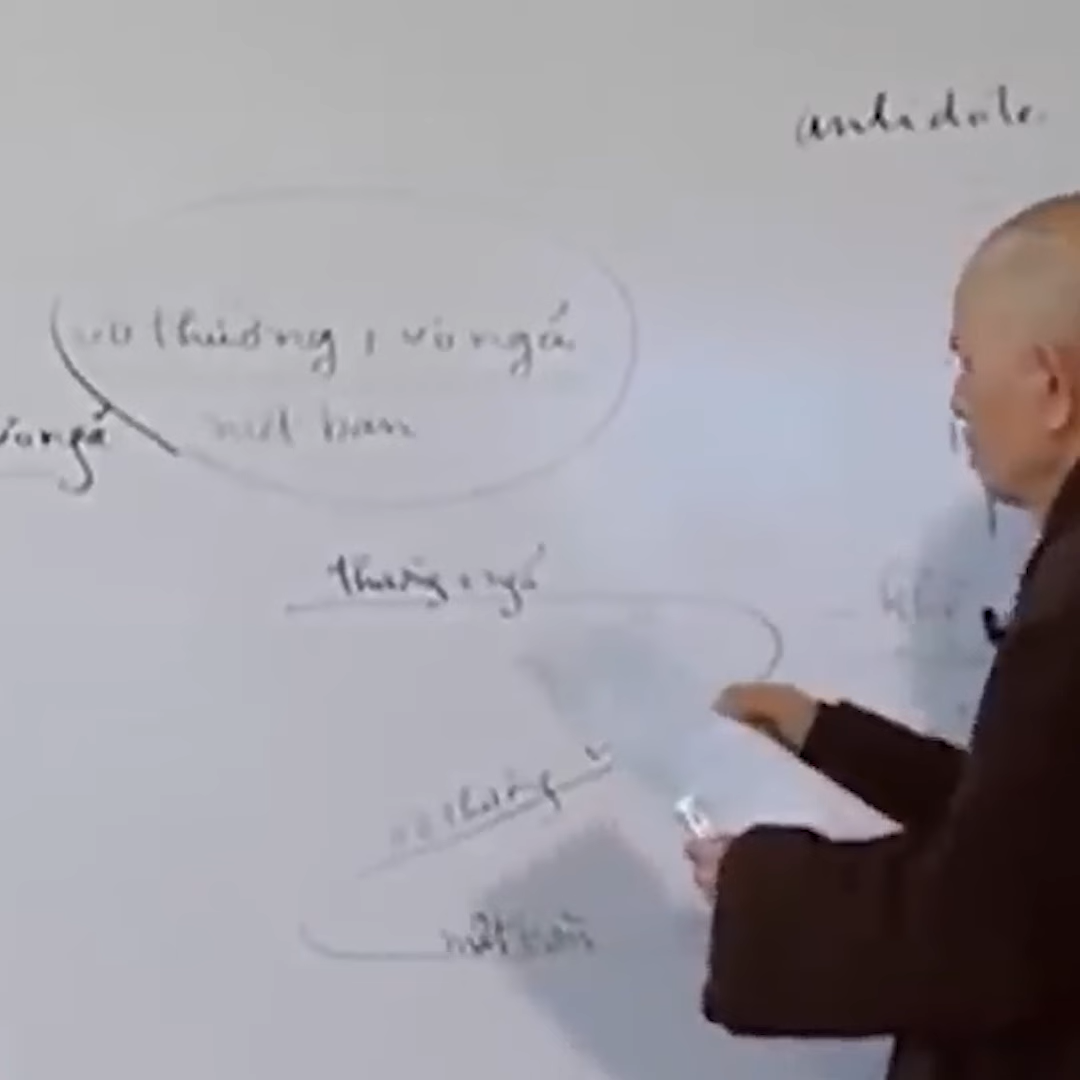 antidote
vô thường, vô ngã
vô ngã
niết bàn
thường, ngã
vô thường
niết bàn